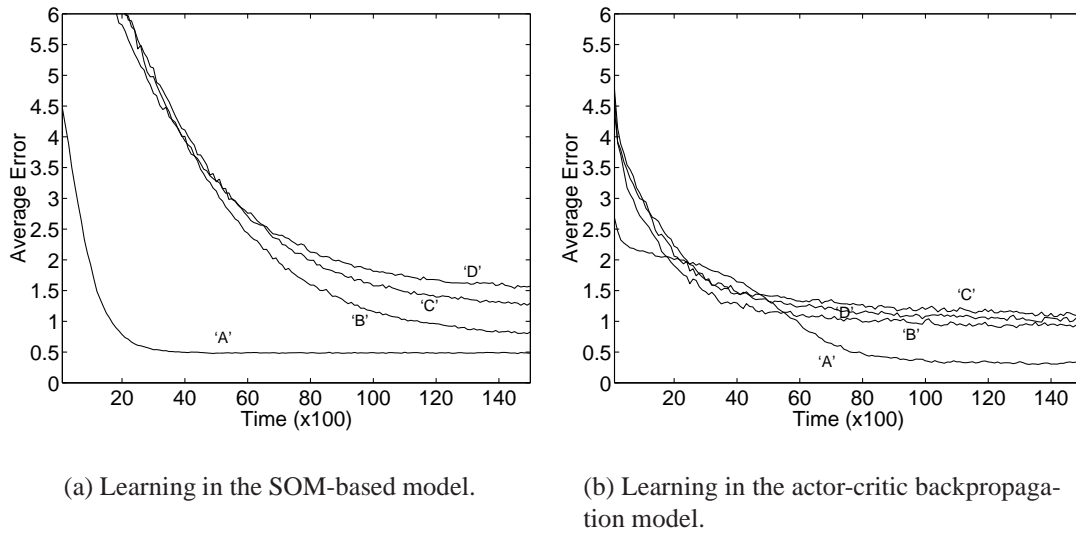 6
5.5
5
4.5
4
3.5
3
2.5
2
1.5
1
0.5
0
Average Error
20 40 60 80 100 120 140
Time (x100)
‘A’
‘B’
‘C’
‘D’
(a) Learning in the SOM-based model.
6
5.5
5
4.5
4
3.5
3
2.5
2
1.5
1
0.5
0
Average Error
20 40 60 80 100 120 140
Time (x100)
‘C’
‘D’
‘B’
‘A’
(b) Learning in the actor-critic backpropaga-
tion model.